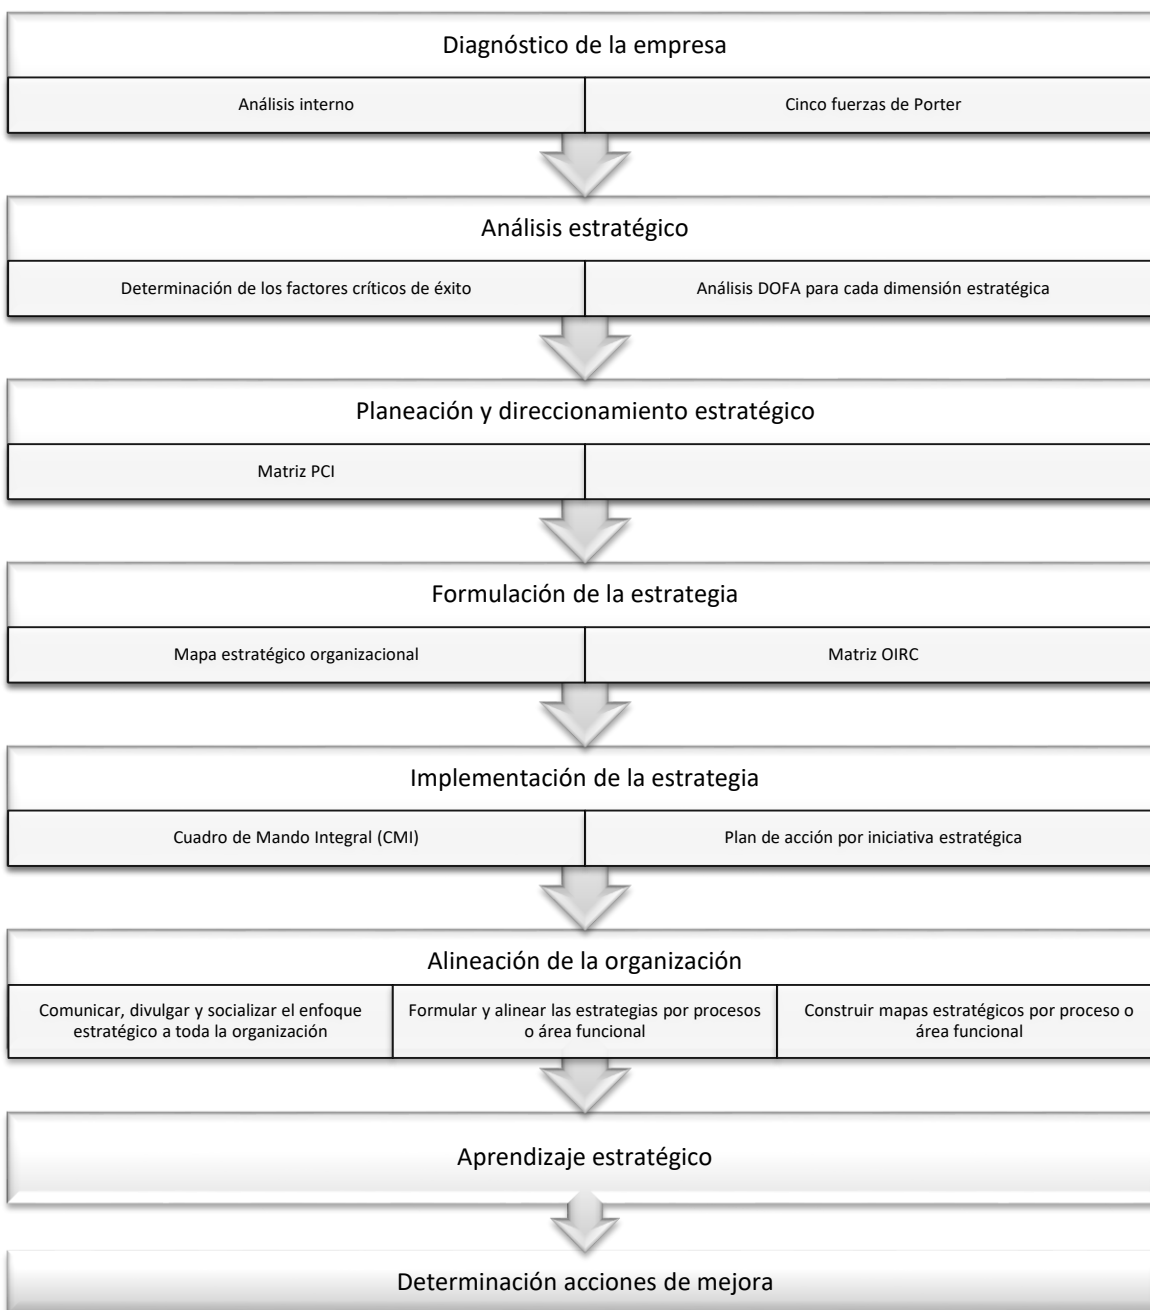 Diagnóstico de la empresa
Análisis interno
Cinco fuerzas de Porter
Análisis estratégico
Determinación de los factores críticos de éxito
Análisis DOFA para cada dimensión estratégica
Planeación y direccionamiento estratégico
Matriz PCI
Formulación de la estrategia
Mapa estratégico organizacional
Matriz OIRC
Implementación de la estrategia
Cuadro de Mando Integral (CMI)
Plan de acción por iniciativa estratégica
Alineación de la organización
Comunicar, divulgar y socializar el enfoque
estratégico a toda la organización
Formular y alinear las estrategias por procesos
o área funcional
Construir mapas estratégicos por proceso o
área funcional
Aprendizaje estratégico
Determinación acciones de mejora